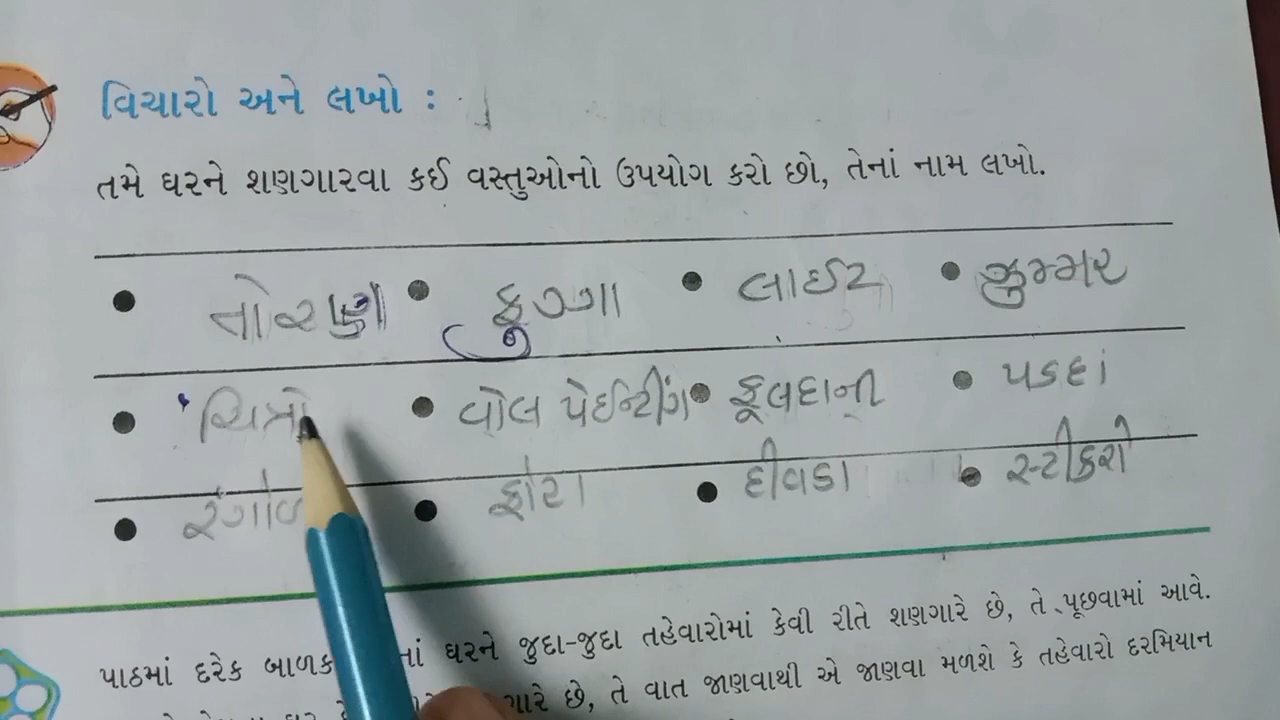 વિચારો અને લખો :
તમે ઘરને શણગારવા કઈ વસ્તુઓનો ઉપયોગ કરો છો, તેનાં નામ લખો.
• તોરણ • ફુગ્ગા • લાઈટ • ઝુમ્મર
• ચિત્રો • વોલ પેઈન્ટીંગ • ફૂલદાની • પડદાં
• • ફોટા • દીવડા • સ્ટીકરો
પાઠમાં દરેક બાળક ઘરને જુદા-જુદા તહેવારોમાં કેવી રીતે શણગારે છે, તે પૂછવામાં આવે.
છે, તે વાત જાણવાથી એ જાણવા મળશે કે તહેવારો દરમિયાન